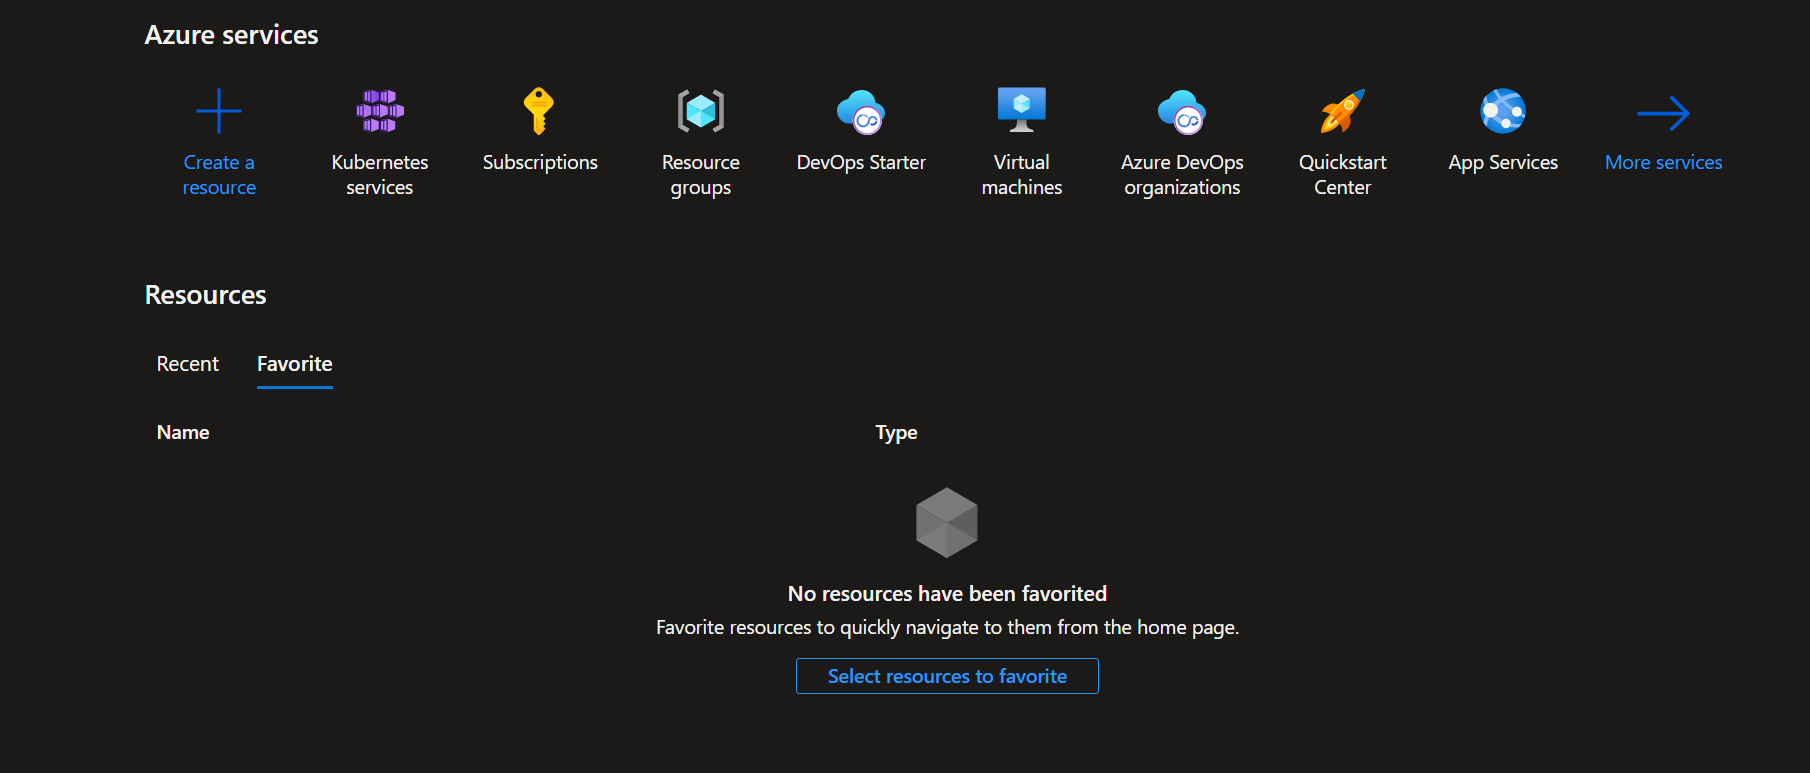 Azure services
Create a
resource
Kubernetes
services
Subscriptions
Resource
groups
DevOps Starter
Virtual
machines
Azure DevOps
organizations
Quickstart
Center
App Services
More services
Resources
Recent
Favorite
Name
Type
No resources have been favorited
Favorite resources to quickly navigate to them from the home page.
Select resources to favorite